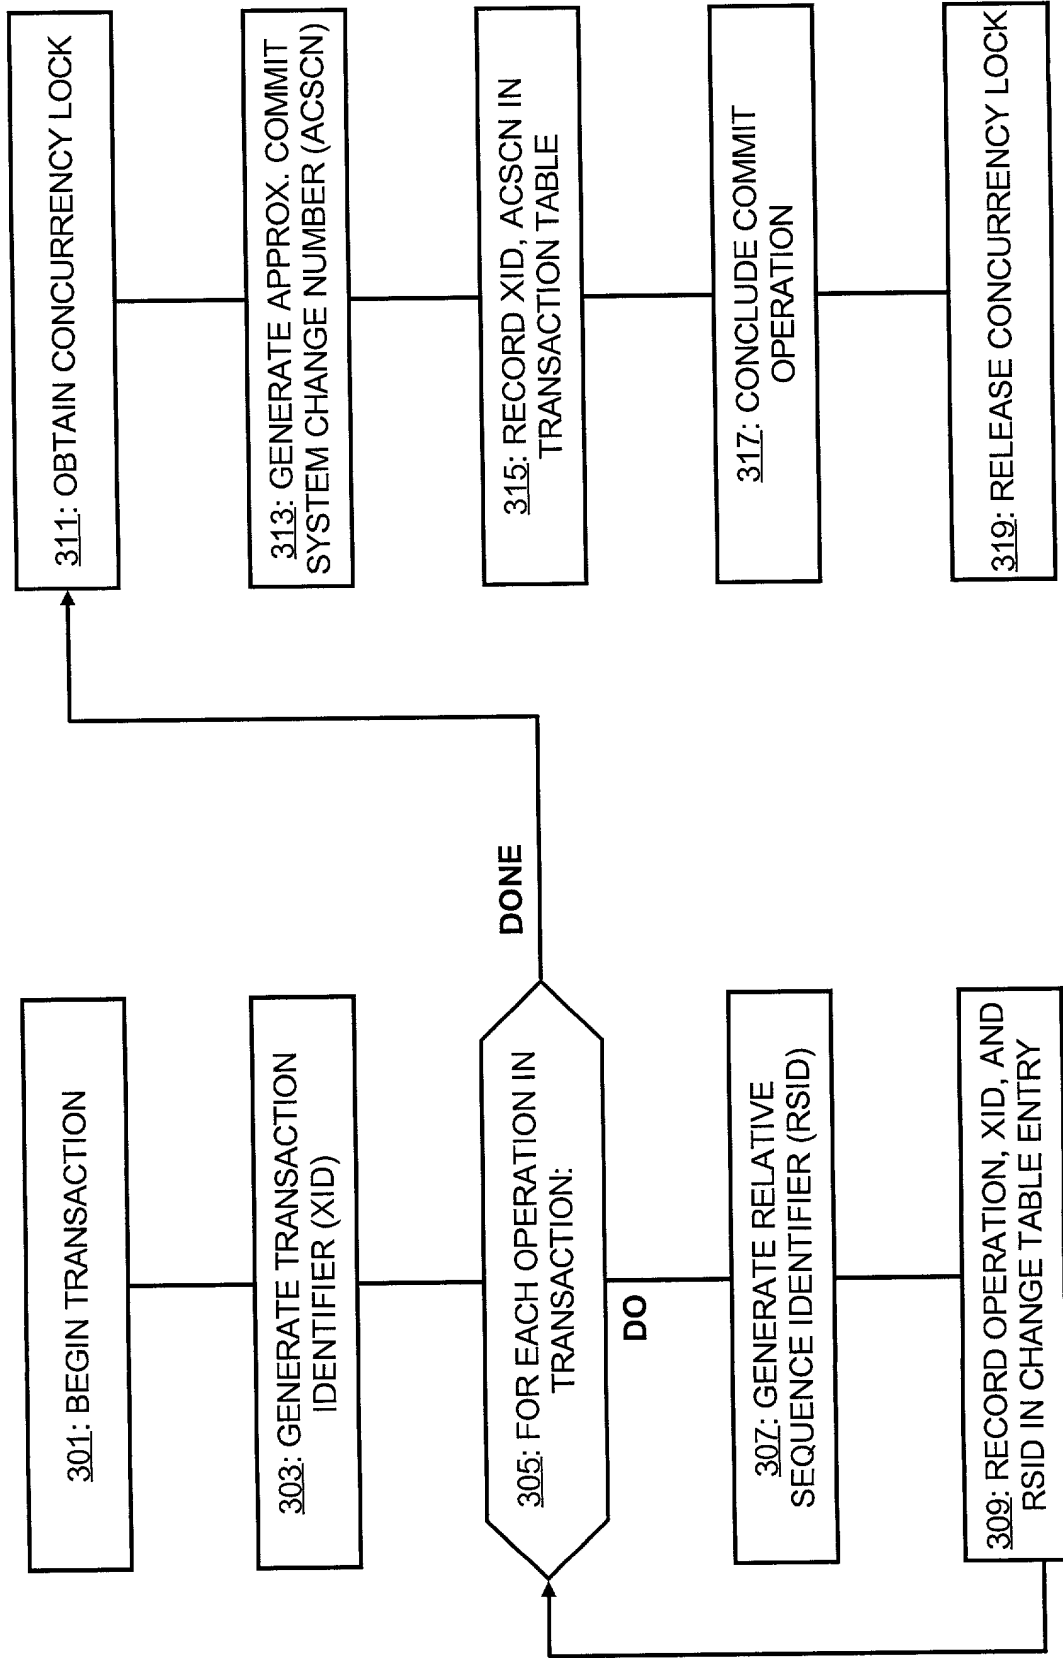 301: BEGIN TRANSACTION
303: GENERATE TRANSACTION
IDENTIFIER (XID)
305: FOR EACH OPERATION IN
TRANSACTION:
DO
307: GENERATE RELATIVE
SEQUENCE IDENTIFIER (RSID)
309: RECORD OPERATION, XID, AND
RSID IN CHANGE TABLE ENTRY
DONE
311: OBTAIN CONCURRENCY LOCK
313: GENERATE APPROX. COMMIT
SYSTEM CHANGE NUMBER (ACSCN)
315: RECORD XID, ACSCN IN
TRANSACTION TABLE
317: CONCLUDE COMMIT
OPERATION
319: RELEASE CONCURRENCY LOCK